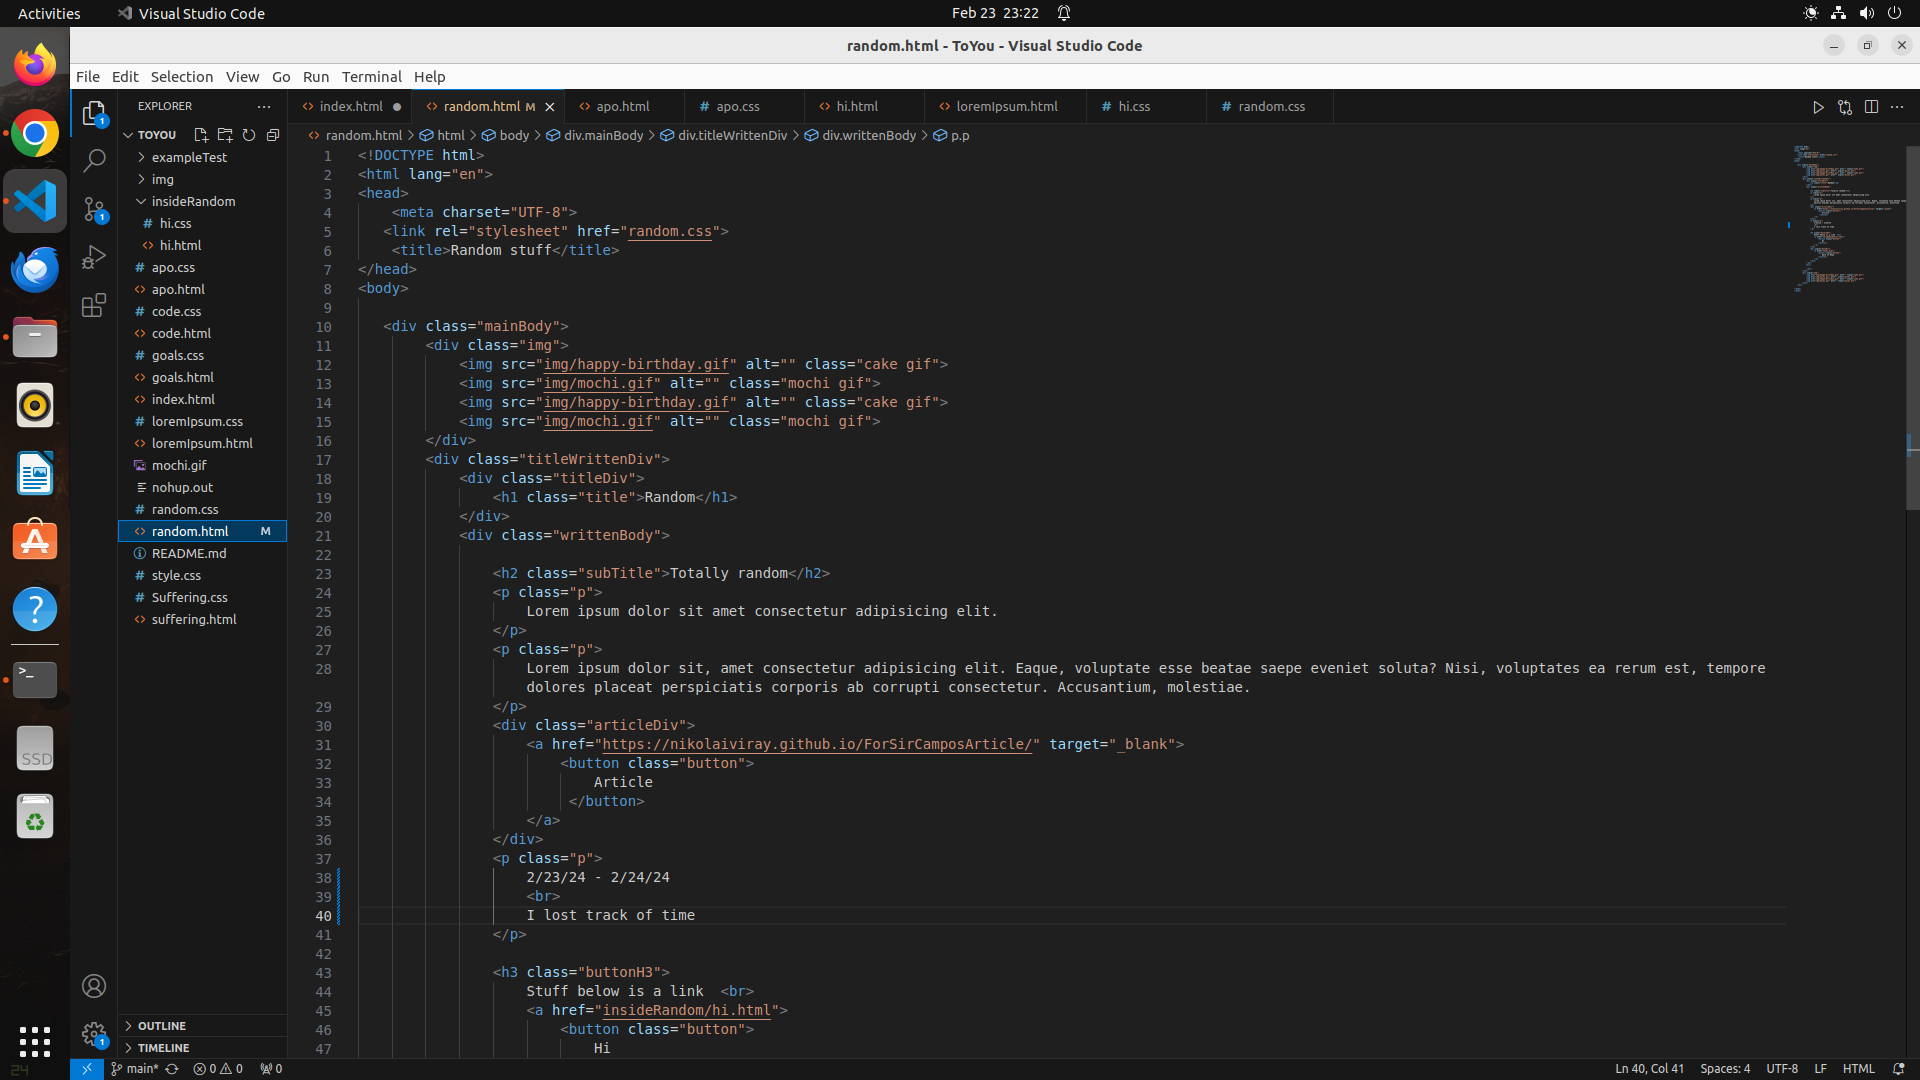 Activities
Visual Studio Code
Feb 23 23:22
random.html - ToYou - Visual Studio Code
File Edit Selection View Go Run Terminal Help
EXPLORER
index.html
random.html M
apo.html
apo.css
hi.html
loremIpsum.html
hi.css
random.css
random.html > html > body > div.mainBody > div.titleWrittenDiv > div.writtenBody > p.p
TOYOU
exampleTest
img
insideRandom
hi.css
hi.html
apo.css
apo.html
code.css
code.html
goals.css
goals.html
index.html
loremIpsum.css
loremIpsum.html
mochi.gif
nohup.out
random.css
random.html M
README.md
style.css
Suffering.css
suffering.html
OUTLINE
TIMELINE
1 <!DOCTYPE html>
2 <html lang="en">
3 <head>
4 <meta charset="UTF-8">
5 <link rel="stylesheet" href="random.css">
6 <title>Random stuff</title>
7 </head>
8 <body>
9
10 <div class="mainBody">
11 <div class="img">
12 <img src="img/happy-birthday.gif" alt="" class="cake gif">
13 <img src="img/mochi.gif" alt="" class="mochi gif">
14 <img src="img/happy-birthday.gif" alt="" class="cake gif">
15 <img src="img/mochi.gif" alt="" class="mochi gif">
16 </div>
17 <div class="titleWrittenDiv">
18 <div class="titleDiv">
19 <h1 class="title">Random</h1>
20 </div>
21 <div class="writtenBody">
22
23 <h2 class="subTitle">Totally random</h2>
24 <p class="p">
25 Lorem ipsum dolor sit amet consectetur adipisicing elit.
26 </p>
27 <p class="p">
28 Lorem ipsum dolor sit, amet consectetur adipisicing elit. Eaque, voluptate esse beatae saepe eveniet soluta? Nisi, voluptates ea rerum est, tempore
dolores placeat perspiciatis corporis ab corrupti consectetur. Accusantium, molestiae.
29 </p>
30 <div class="articleDiv">
31 <a href="https://nikolaiviray.github.io/ForSirCamposArticle/" target="_blank">
32 <button class="button">
33 Article
34 </button>
35 </a>
36 </div>
37 <p class="p">
38 2/23/24 - 2/24/24
39 <br>
40 I lost track of time
41 </p>
42
43 <h3 class="buttonH3">
44 Stuff below is a link <br>
45 <a href="insideRandom/hi.html">
46 <button class="button">
47 Hi
main* 0 0 0
Ln 40, Col 41 Spaces: 4 UTF-8 LF HTML
SSD
24